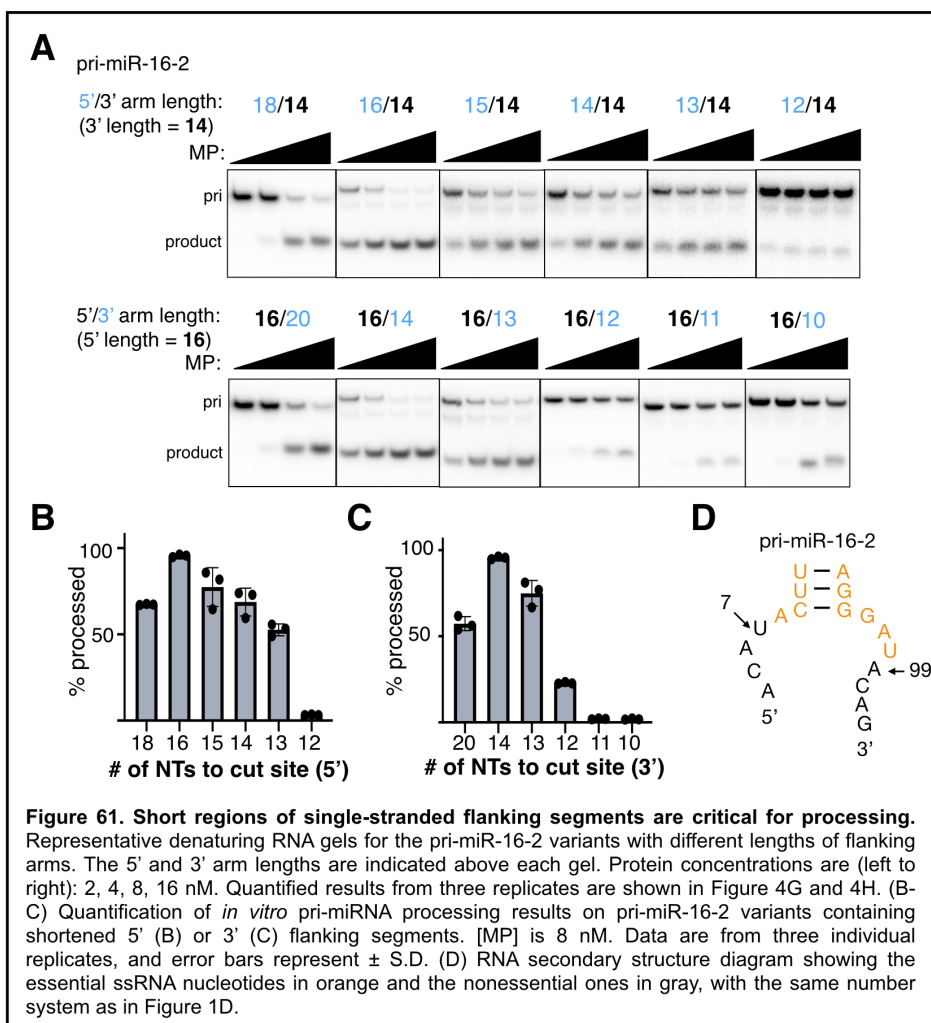 A
pri-miR-16-2
5’/3’ arm length: 18/14 16/14 15/14 14/14 13/14 12/14
(3’ length = 14)
MP:
pri
product
5’/3’ arm length: 16/20 16/14 16/13 16/12 16/11 16/10
(5’ length = 16)
MP:
pri
product
B
100
50
% processed
18 16 15 14 13 12
# of NTs to cut site (5’)
C
100
50
% processed
20 14 13 12 11 10
# of NTs to cut site (3’)
D
pri-miR-16-2
U A
U G
7 A C G G
U A
A U
C A 99
A C
5’ A
G
3’
Figure 61. Short regions of single-stranded flanking segments are critical for processing.
Representative denaturing RNA gels for the pri-miR-16-2 variants with different lengths of flanking
arms. The 5’ and 3’ arm lengths are indicated above each gel. Protein concentrations are (left to
right): 2, 4, 8, 16 nM. Quantified results from three replicates are shown in Figure 4G and 4H. (B-
C) Quantification of in vitro pri-miRNA processing results on pri-miR-16-2 variants containing
shortened 5’ (B) or 3’ (C) flanking segments. [MP] is 8 nM. Data are from three individual
replicates, and error bars represent ± S.D. (D) RNA secondary structure diagram showing the
essential ssRNA nucleotides in orange and the nonessential ones in gray, with the same number
system as in Figure 1D.